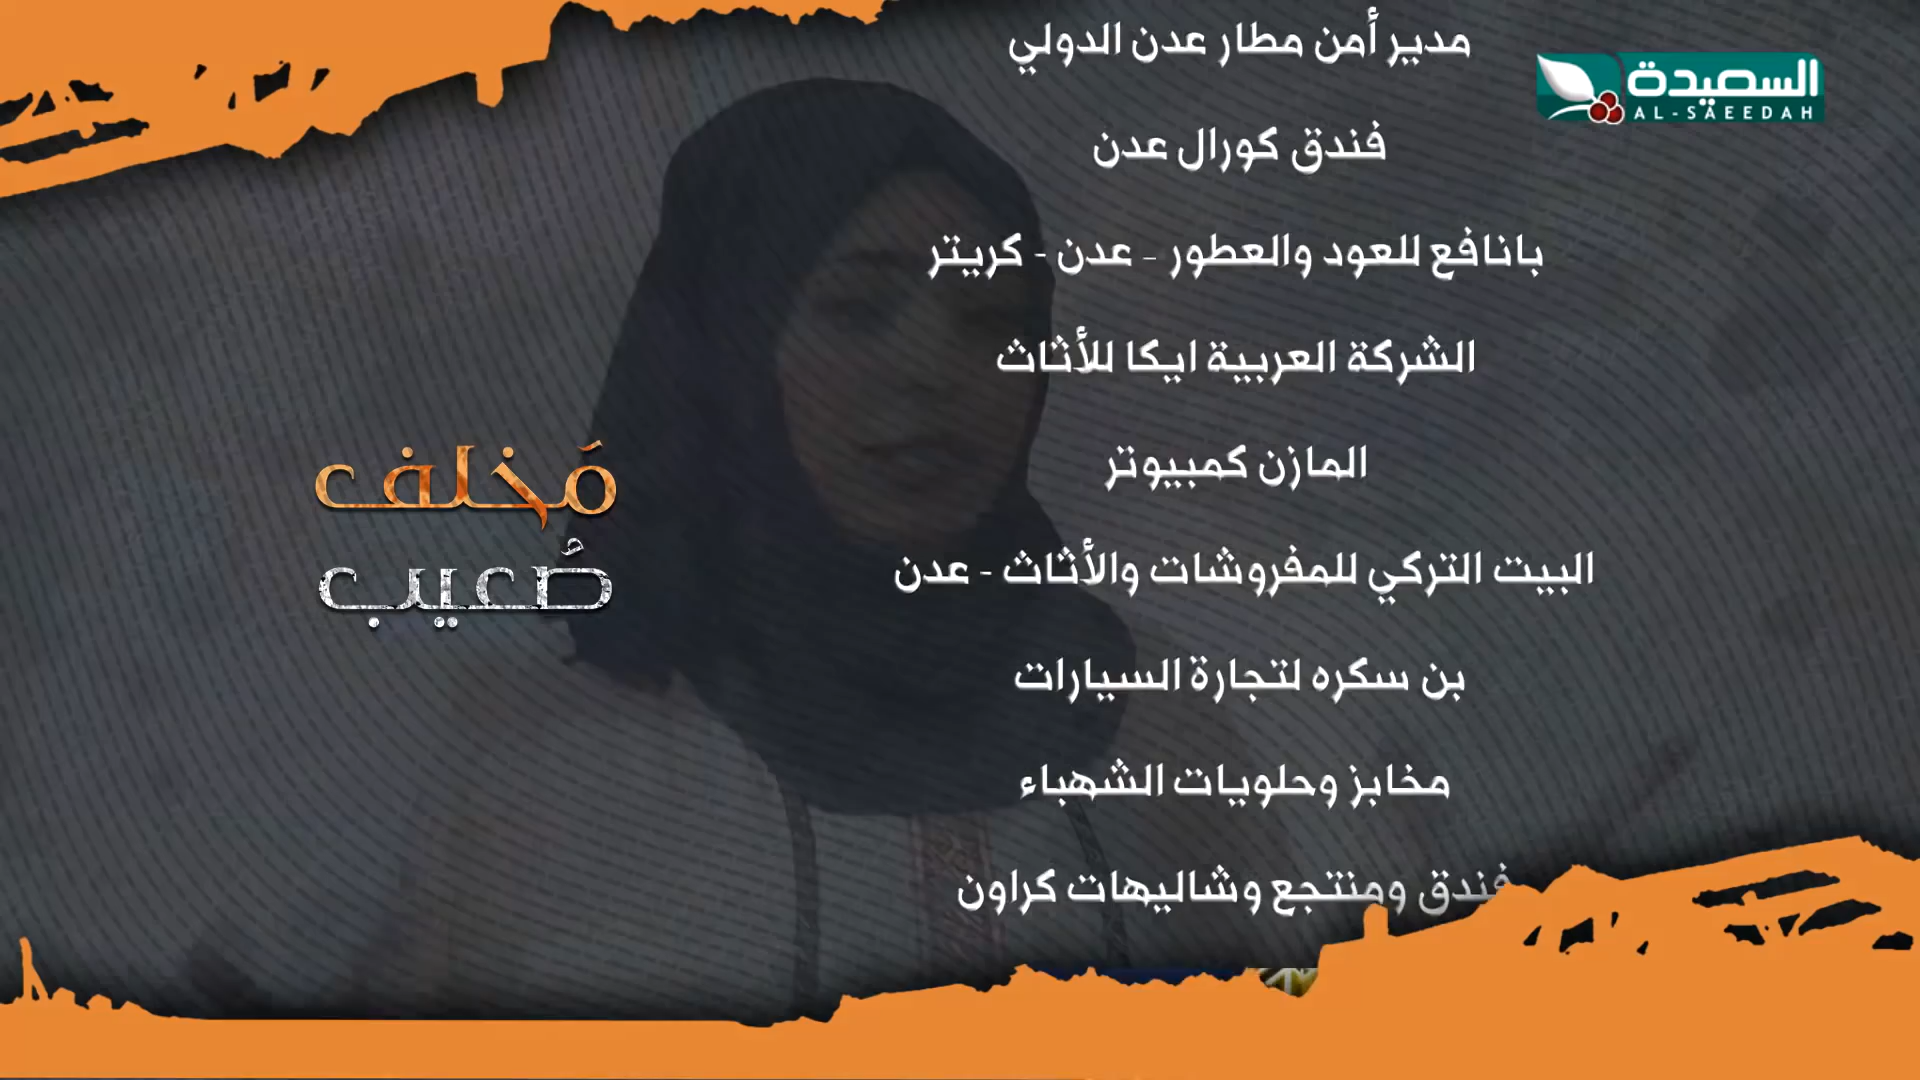 مدير أمن مطار عدن الدولي
السعيدة
AL-SAEEDAH
فندق كورال عدن
بانافع للعود والعطور - عدن - كريتر
الشركة العربية ايكا للأثاث
المازن كمبيوتر
مَخلف
صُعيب
البيت التركي للمفروشات والأثاث - عدن
بن سكره لتجارة السيارات
مخابز وحلويات الشهباء
فندق ومنتجع وشاليهات كراون